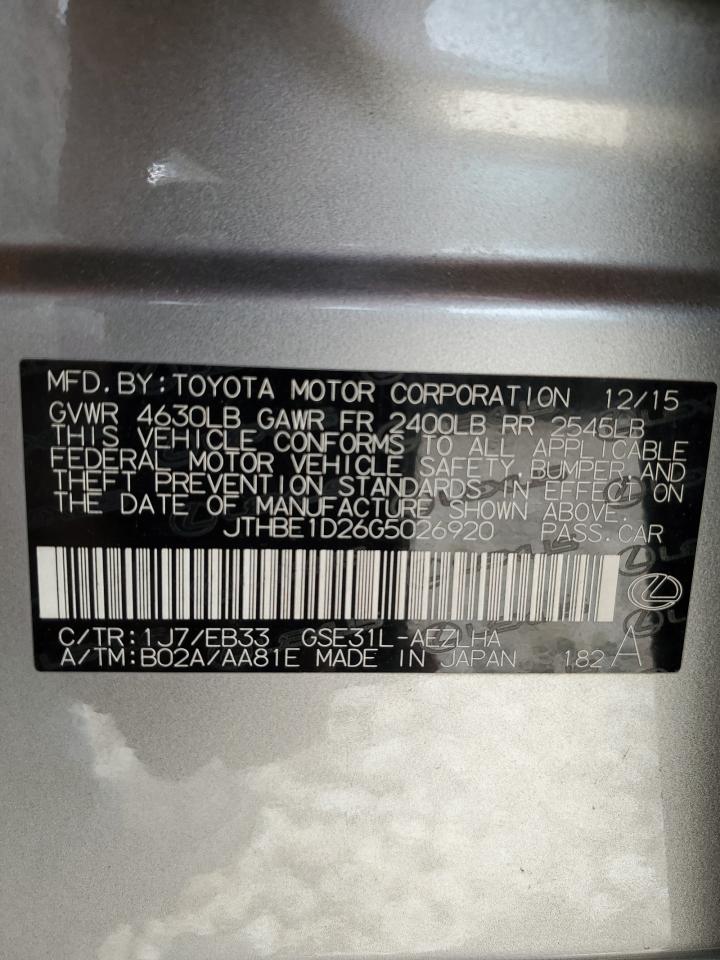 MFD. BY: TOYOTA MOTOR CORPORATION 12/15
GVWR 4630LB GAWR FR 2400LB RR 2545LB
THIS VEHICLE CONFORMS TO ALL APPLICABLE
FEDERAL MOTOR VEHICLE SAFETY, BUMPER AND
THEFT PREVENTION STANDARDS IN EFFECT ON
THE DATE OF MANUFACTURE SHOWN ABOVE.
JTHBE1D26G5026920 PASS. CAR
C/TR: 1J7/EB33 GSE31L-AEZLHA
A/TM: B02A/AA81E MADE IN JAPAN 182 A